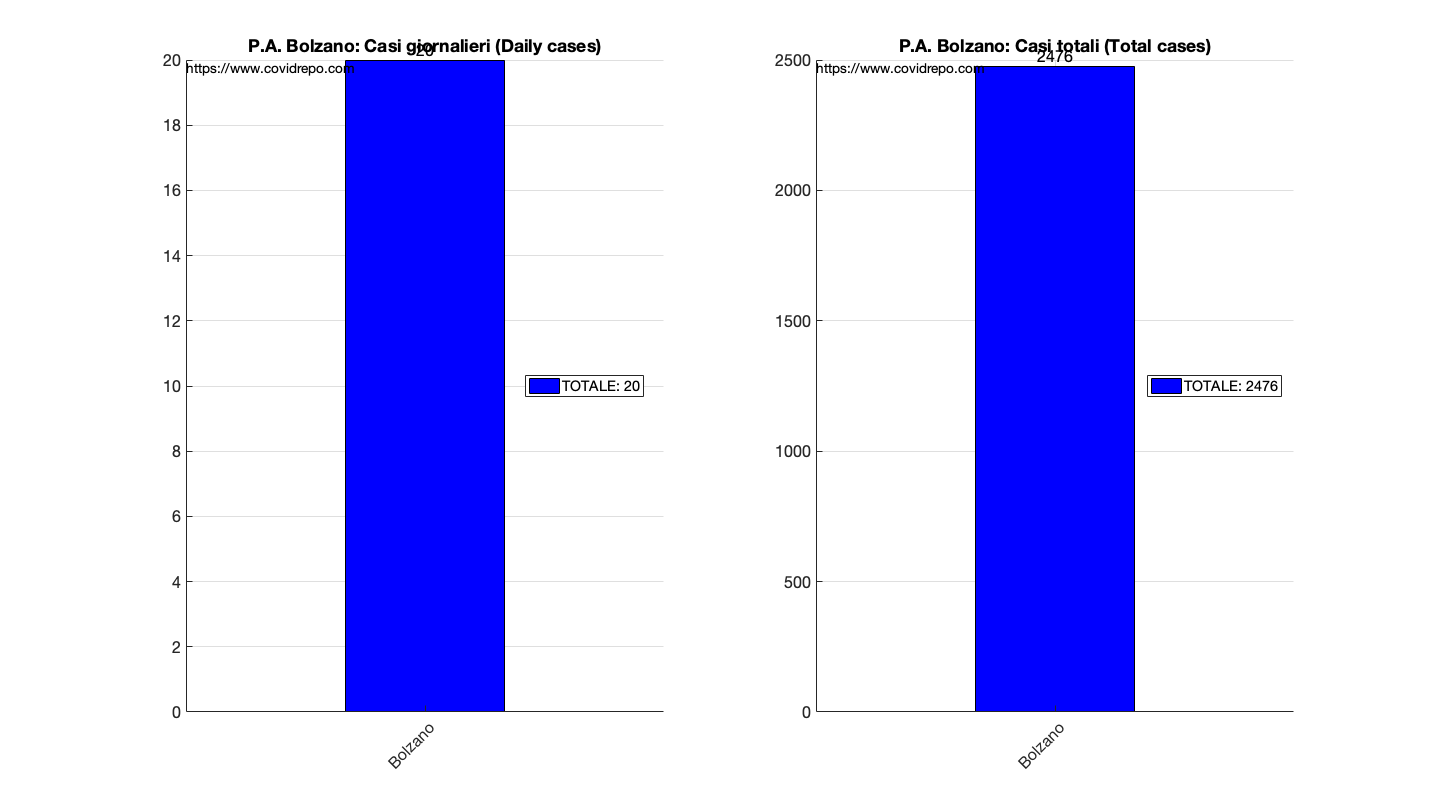 P.A. Bolzano: Casi giornalieri (Daily cases)
20
https://www.covidrepo.com
20
18
16
14
12
10
8
6
4
2
0
TOTALE: 20
Bolzano
P.A. Bolzano: Casi totali (Total cases)
2476
https://www.covidrepo.com
2500
2000
1500
1000
500
0
TOTALE: 2476
Bolzano